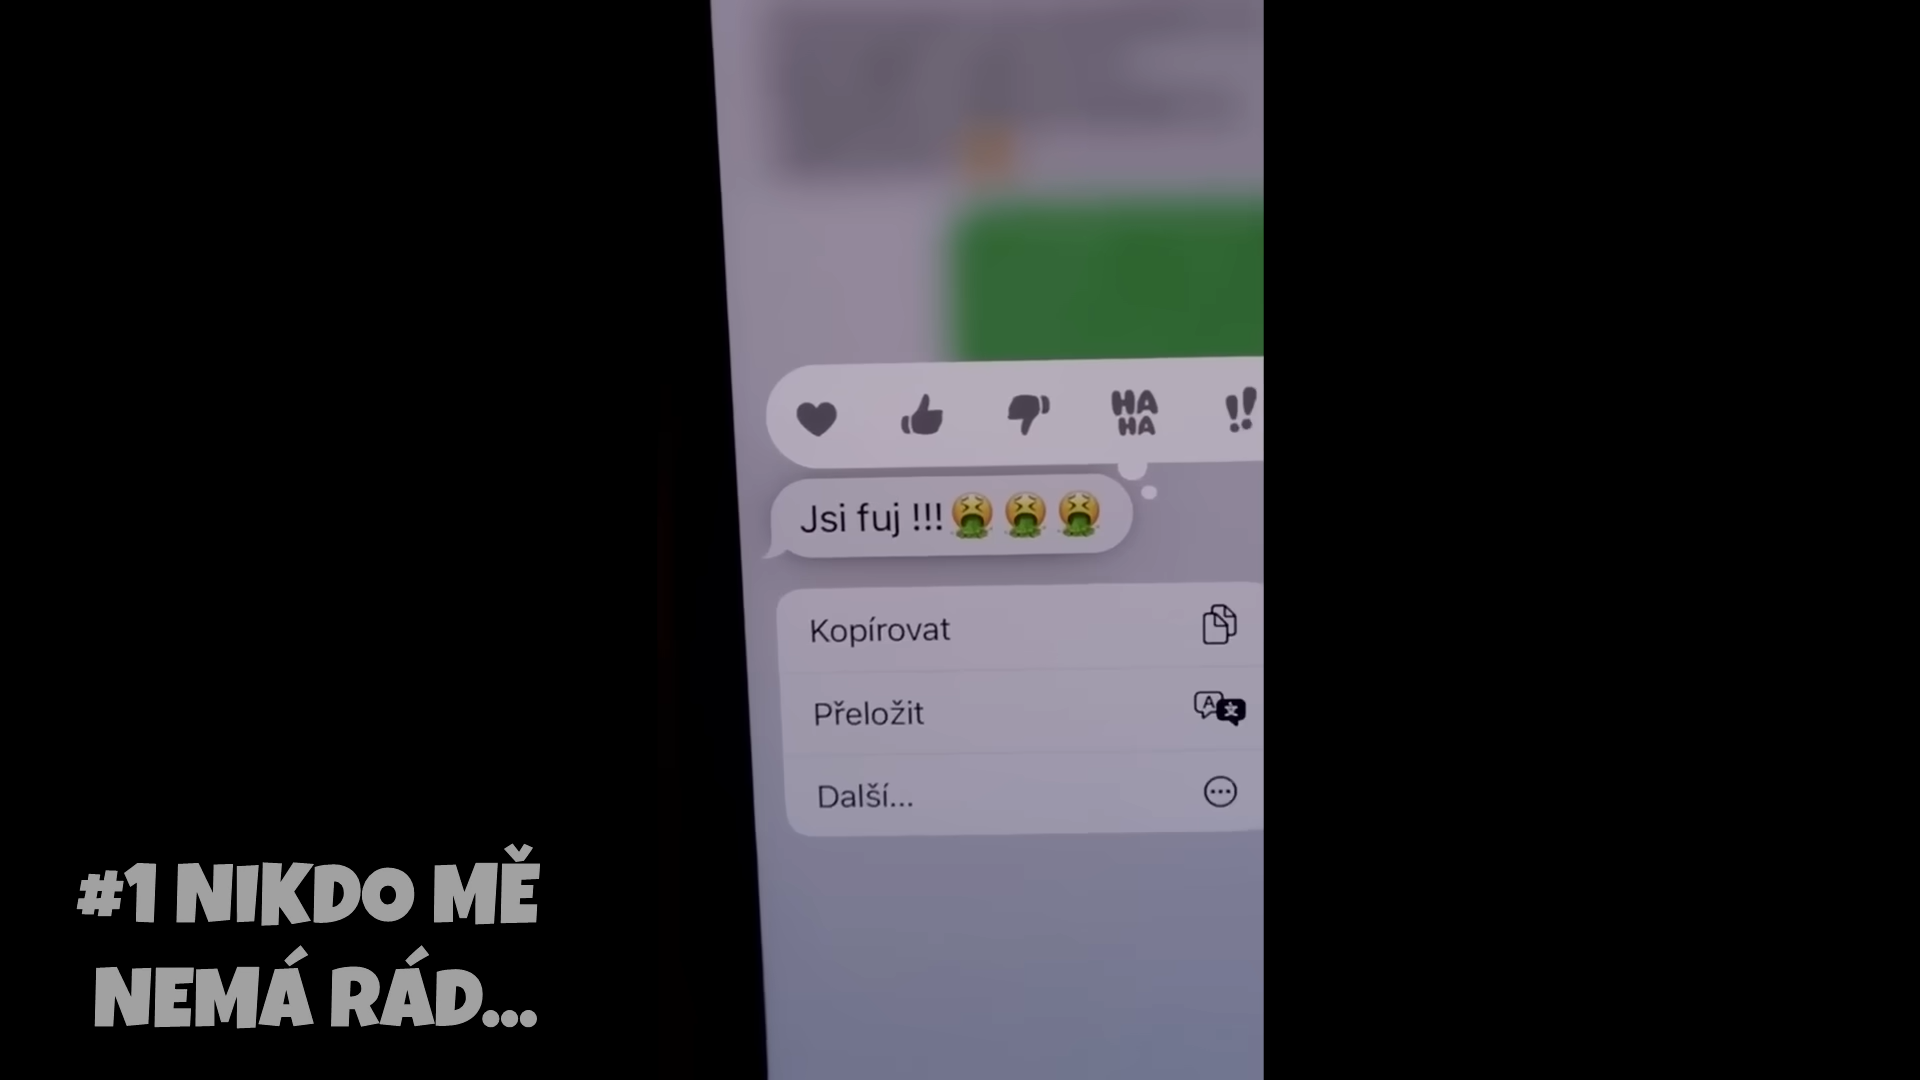 HA
HA
!!
Jsi fuj !!!🤮🤮🤮
Kopírovat
Přeložit
Další...
#1 NIKDO MĚ
NEMÁ RÁD...